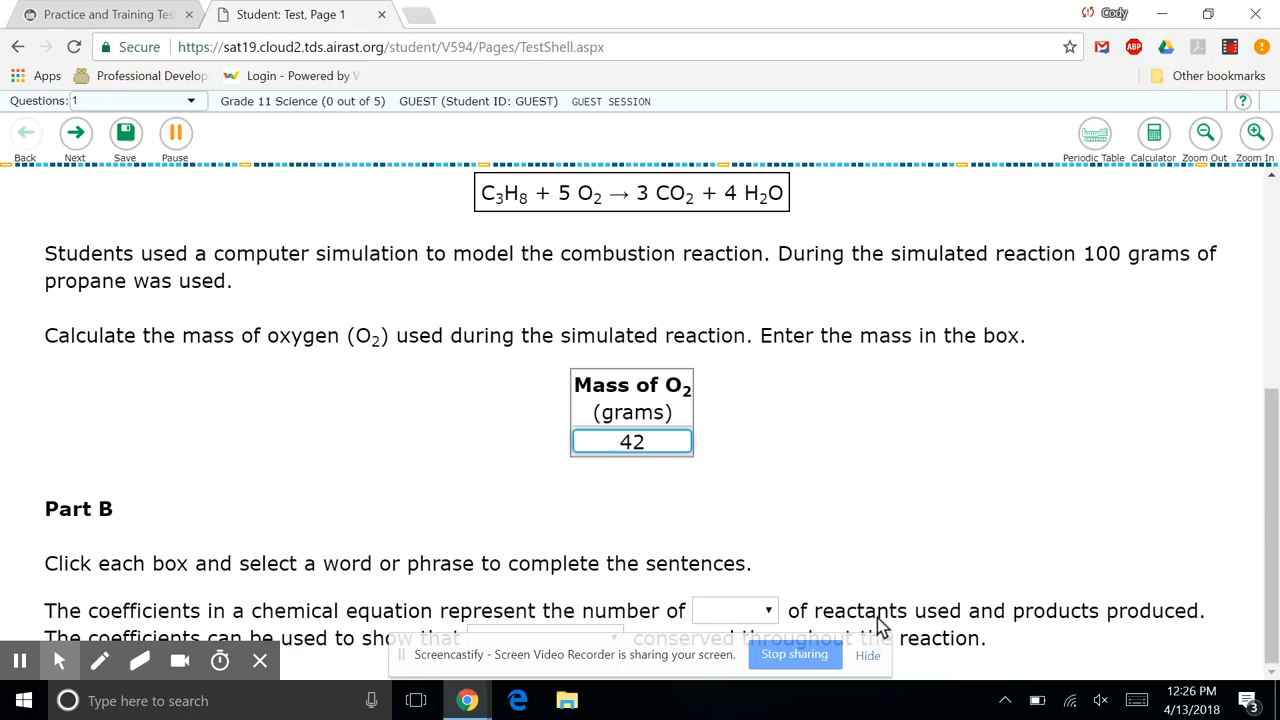 Practice and Training Tes
Student: Test, Page 1
Cody
Secure
https://sat19.cloud2.tds.airast.org/student/V594/Pages/TestShell.aspx
ABP
Apps
Professional Develop
Login - Powered by
Other bookmarks
Questions: 1
Grade 11 Science (0 out of 5)
GUEST (Student ID: GUEST)
GUEST SESSION
?
Back
Next
Save
Pause
Periodic Table
Calculator
Zoom Out
Zoom In
C₃H₈ + 5 O₂ → 3 CO₂ + 4 H₂O
Students used a computer simulation to model the combustion reaction. During the simulated reaction 100 grams of
propane was used.
Calculate the mass of oxygen (O₂) used during the simulated reaction. Enter the mass in the box.
Mass of O₂
(grams)
42
Part B
Click each box and select a word or phrase to complete the sentences.
The coefficients in a chemical equation represent the number of of reactants used and products produced.
The coefficients can be used to show that conserved throughout the reaction.
Screencastify - Screen Video Recorder is sharing your screen.
Stop sharing
Hide
Type here to search
12:26 PM
4/13/2018
3